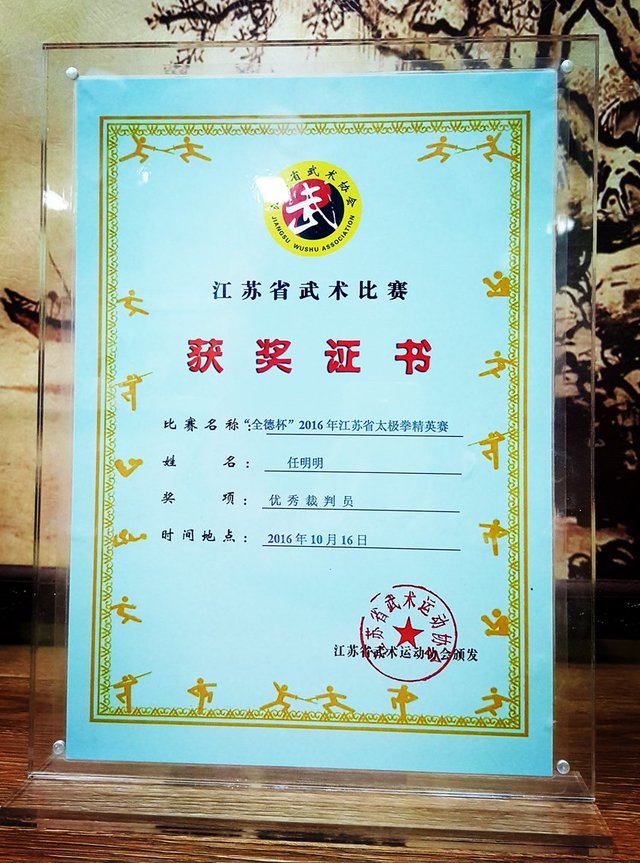 省武术协会
JIANGSU WUSHU ASSOCIATION
武
江苏省武术比赛
获奖证书
比赛名称：“全德杯”2016年江苏省太极拳精英赛
姓名：任明明
奖项：优秀裁判员
时间地点：2016年10月16日
江苏省武术运动协会
江苏省武术运动协会颁发